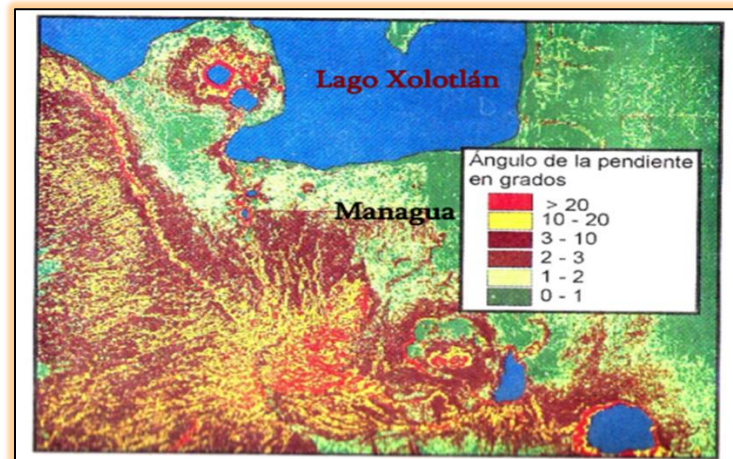 Lago Xolotlán
Managua
Ángulo de la pendiente
en grados
> 20
10 - 20
3 - 10
2 - 3
1 - 2
0 - 1